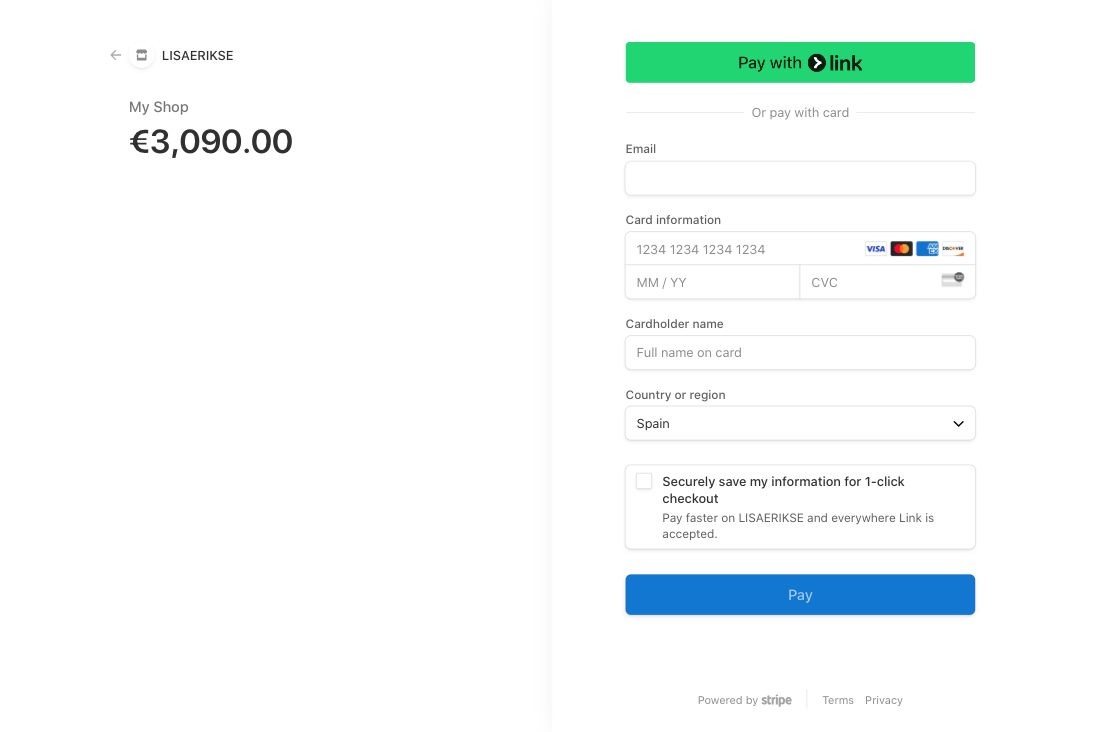 LISAERIKSE
My Shop
€3,090.00
Pay with link
Or pay with card
Email
Card information
1234 1234 1234 1234
VISA
DISCOVER
MM / YY
CVC
Cardholder name
Full name on card
Country or region
Spain
Securely save my information for 1-click
checkout
Pay faster on LISAERIKSE and everywhere Link is
accepted.
Pay
Powered by stripe
Terms
Privacy